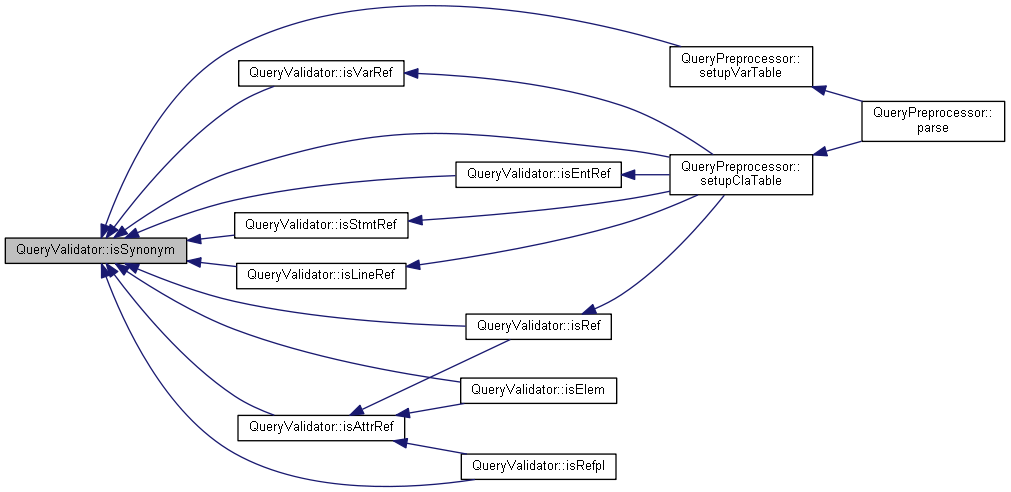 QueryPreprocessor::
setupVarTable
QueryValidator::isVarRef
QueryPreprocessor::
parse
QueryPreprocessor::
setupClaTable
QueryValidator::isEntRef
QueryValidator::isStmtRef
QueryValidator::isSynonym
QueryValidator::isLineRef
QueryValidator::isRef
QueryValidator::isElem
QueryValidator::isAttrRef
QueryValidator::isRefpl